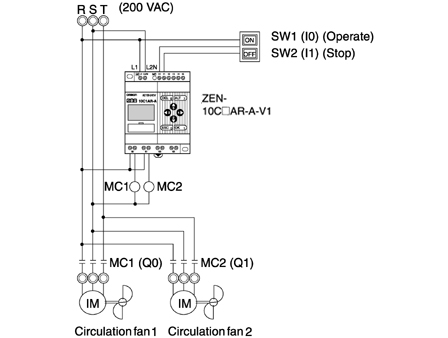 R S T (200 VAC)
SW1 (I0) (Operate)
ON
SW2 (I1) (Stop)
OFF
L1 L2N
ZEN-
10C□AR-A-V1
10C1AR-A
MC1 MC2
MC1 (Q0) MC2 (Q1)
IM IM
Circulation fan 1 Circulation fan 2